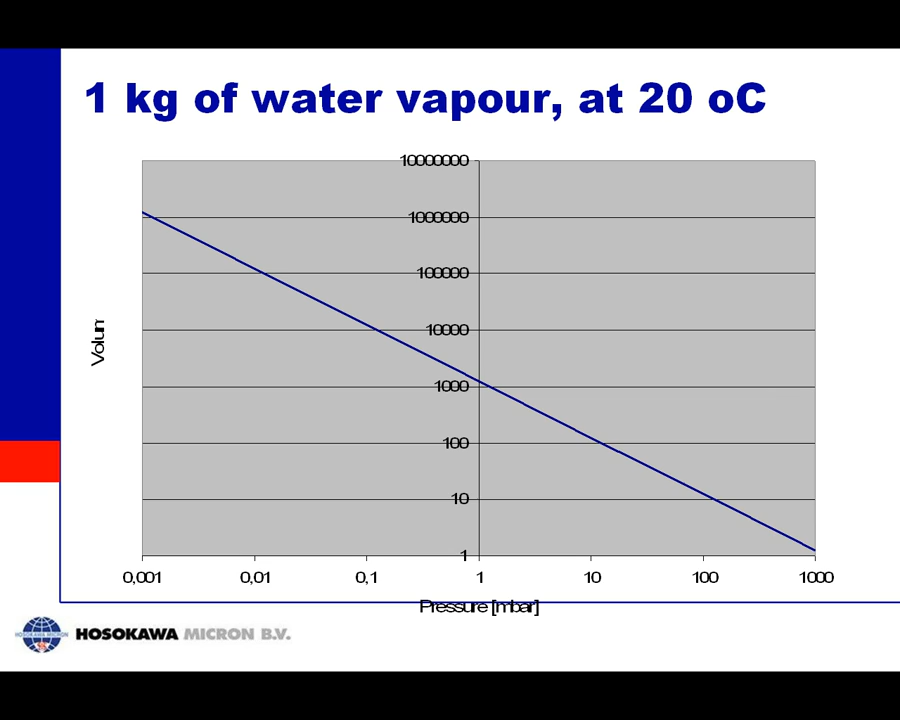 1 kg of water vapour, at 20 oC
10000000
1000000
100000
10000
1000
100
10
1
0,001 0,01 0,1 1 10 100 1000
Pressure [mbar]
HOSOKAWA MICRON B.V.